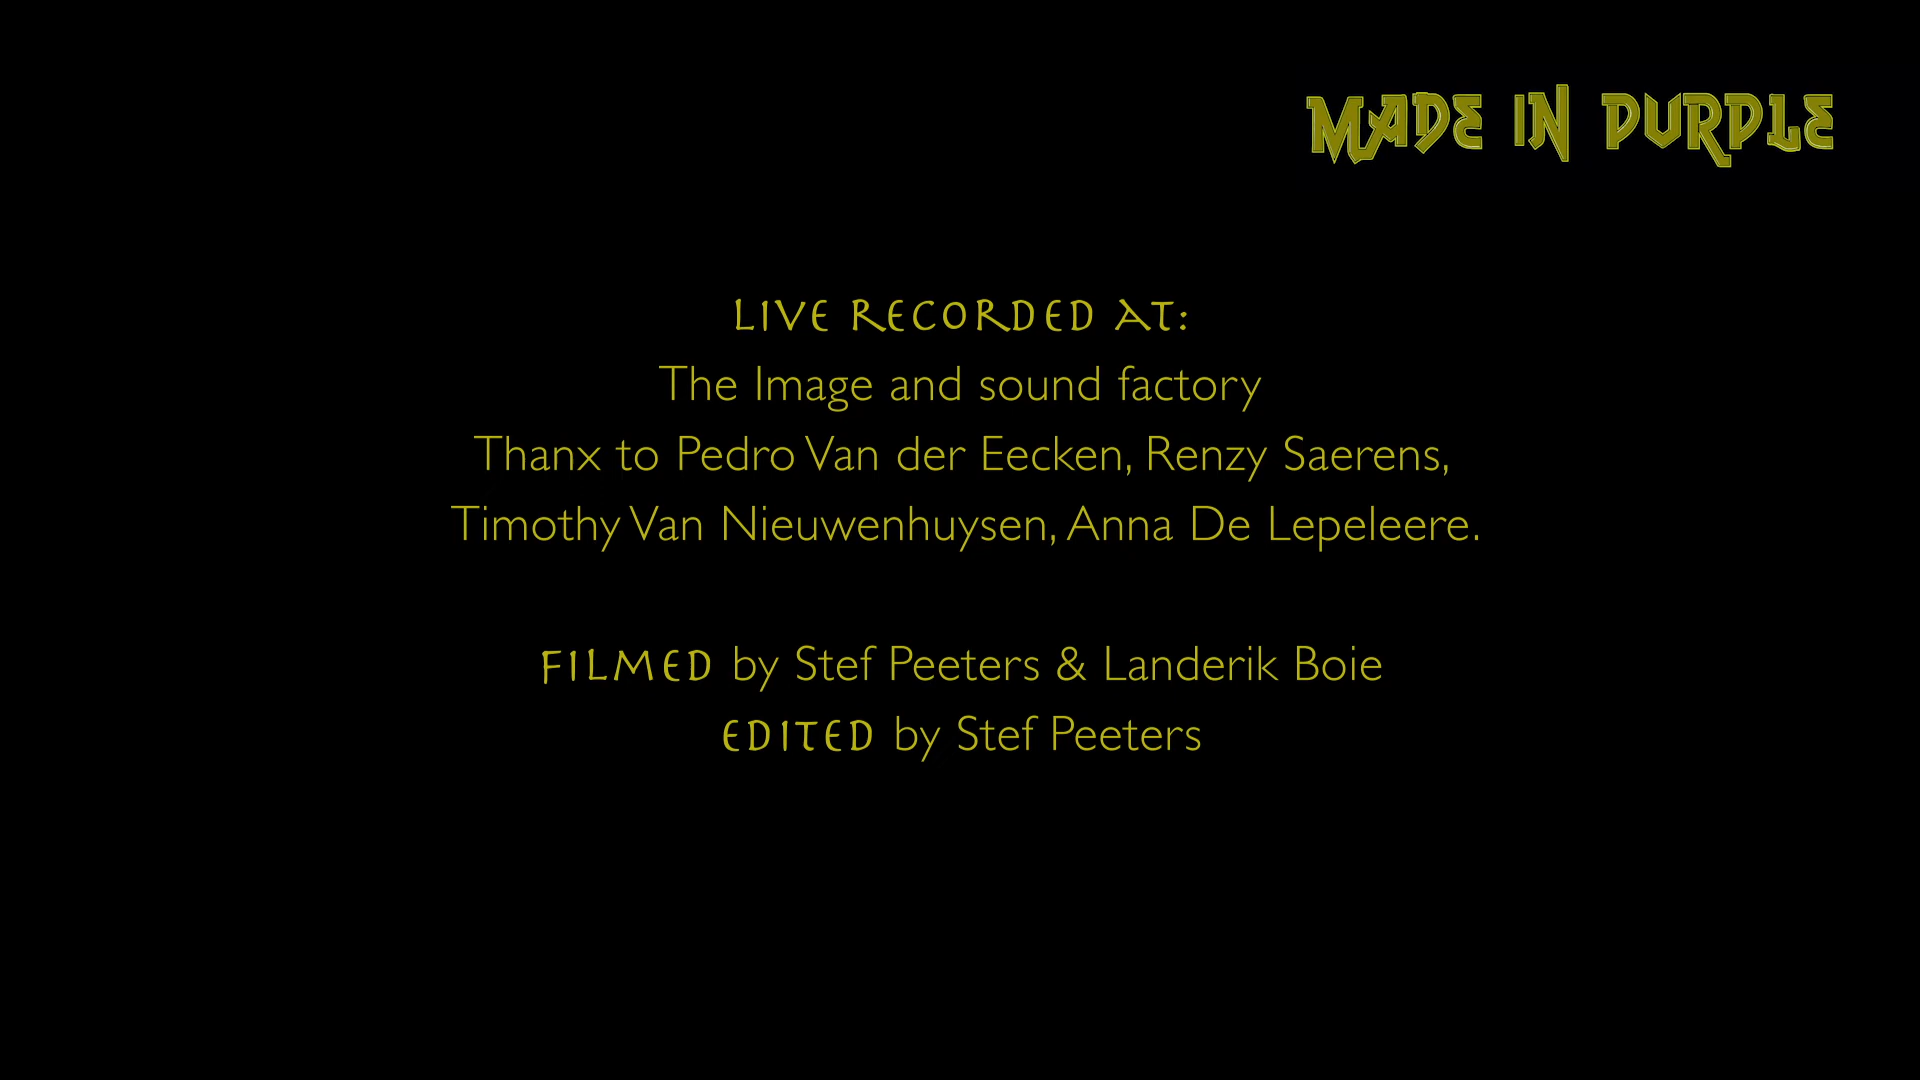 MADE IN PURPLE
LIVE RECORDED AT:
The Image and sound factory
Thanx to Pedro Van der Eecken, Renzy Saerens,
Timothy Van Nieuwenhuysen, Anna De Lepeleere.
FILMED by Stef Peeters & Landerik Boie
EDITED by Stef Peeters